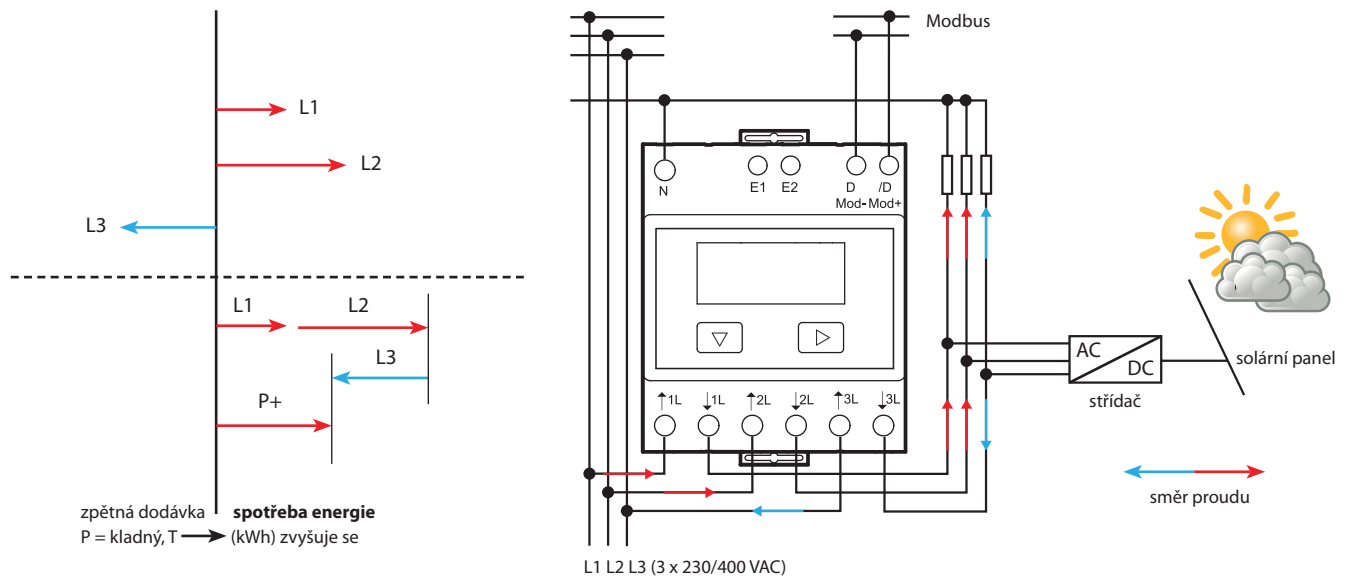 L1
L2
L3
L1
L2
L3
P+
zpětná dodávka
spotřeba energie
P = kladný, T
(kWh) zvyšuje se
Modbus
N
E1
E2
D
/D
Mod-
Mod+
↑1L
↓1L
↑2L
↓2L
↑3L
↓3L
L1 L2 L3 (3 x 230/400 VAC)
AC
DC
střídač
solární panel
směr proudu